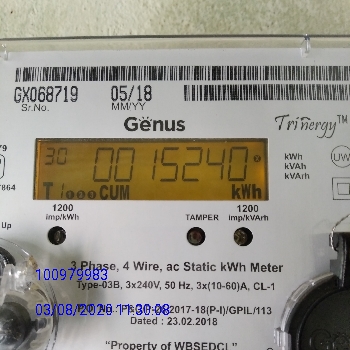 GX068719 05/18
Sr.No. MM/YY
Genus Trinergy™
30 0015240
kWh
kVAh
kVArh
T1 CUM kWh
1200 1200
imp/kWh TAMPER imp/kVArh
Up
3 Phase, 4 Wire, ac Static kWh Meter
100979983
Type-03B, 3x240V, 50 Hz, 3x(10-60)A, CL-1
03/08/2020 11:30:08
2017-18(P-I)/GPIL/113
Dated : 23.02.2018
"Property of WBSEDCL"